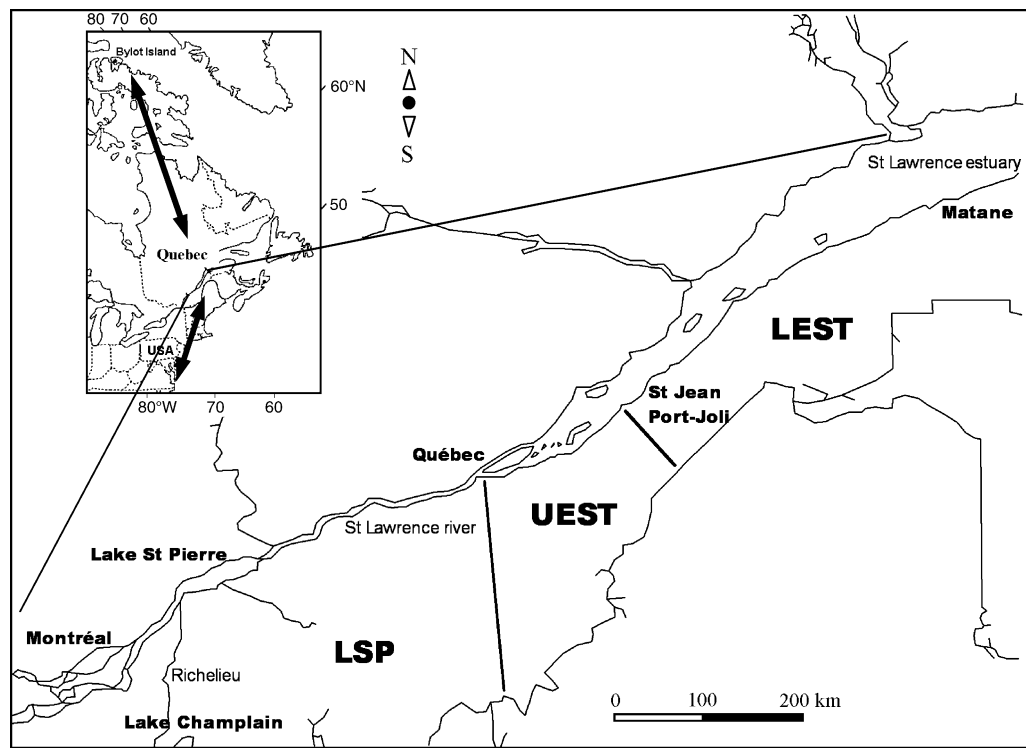 80 70 60
Bylot Island
60°N
N
S
St Lawrence estuary
50
Matane
Quebec
LEST
USA
St Jean
Port-Joli
80°W 70 60
Québec
UEST
St Lawrence river
Lake St Pierre
Montréal
LSP
Richelieu
0 100 200 km
Lake Champlain